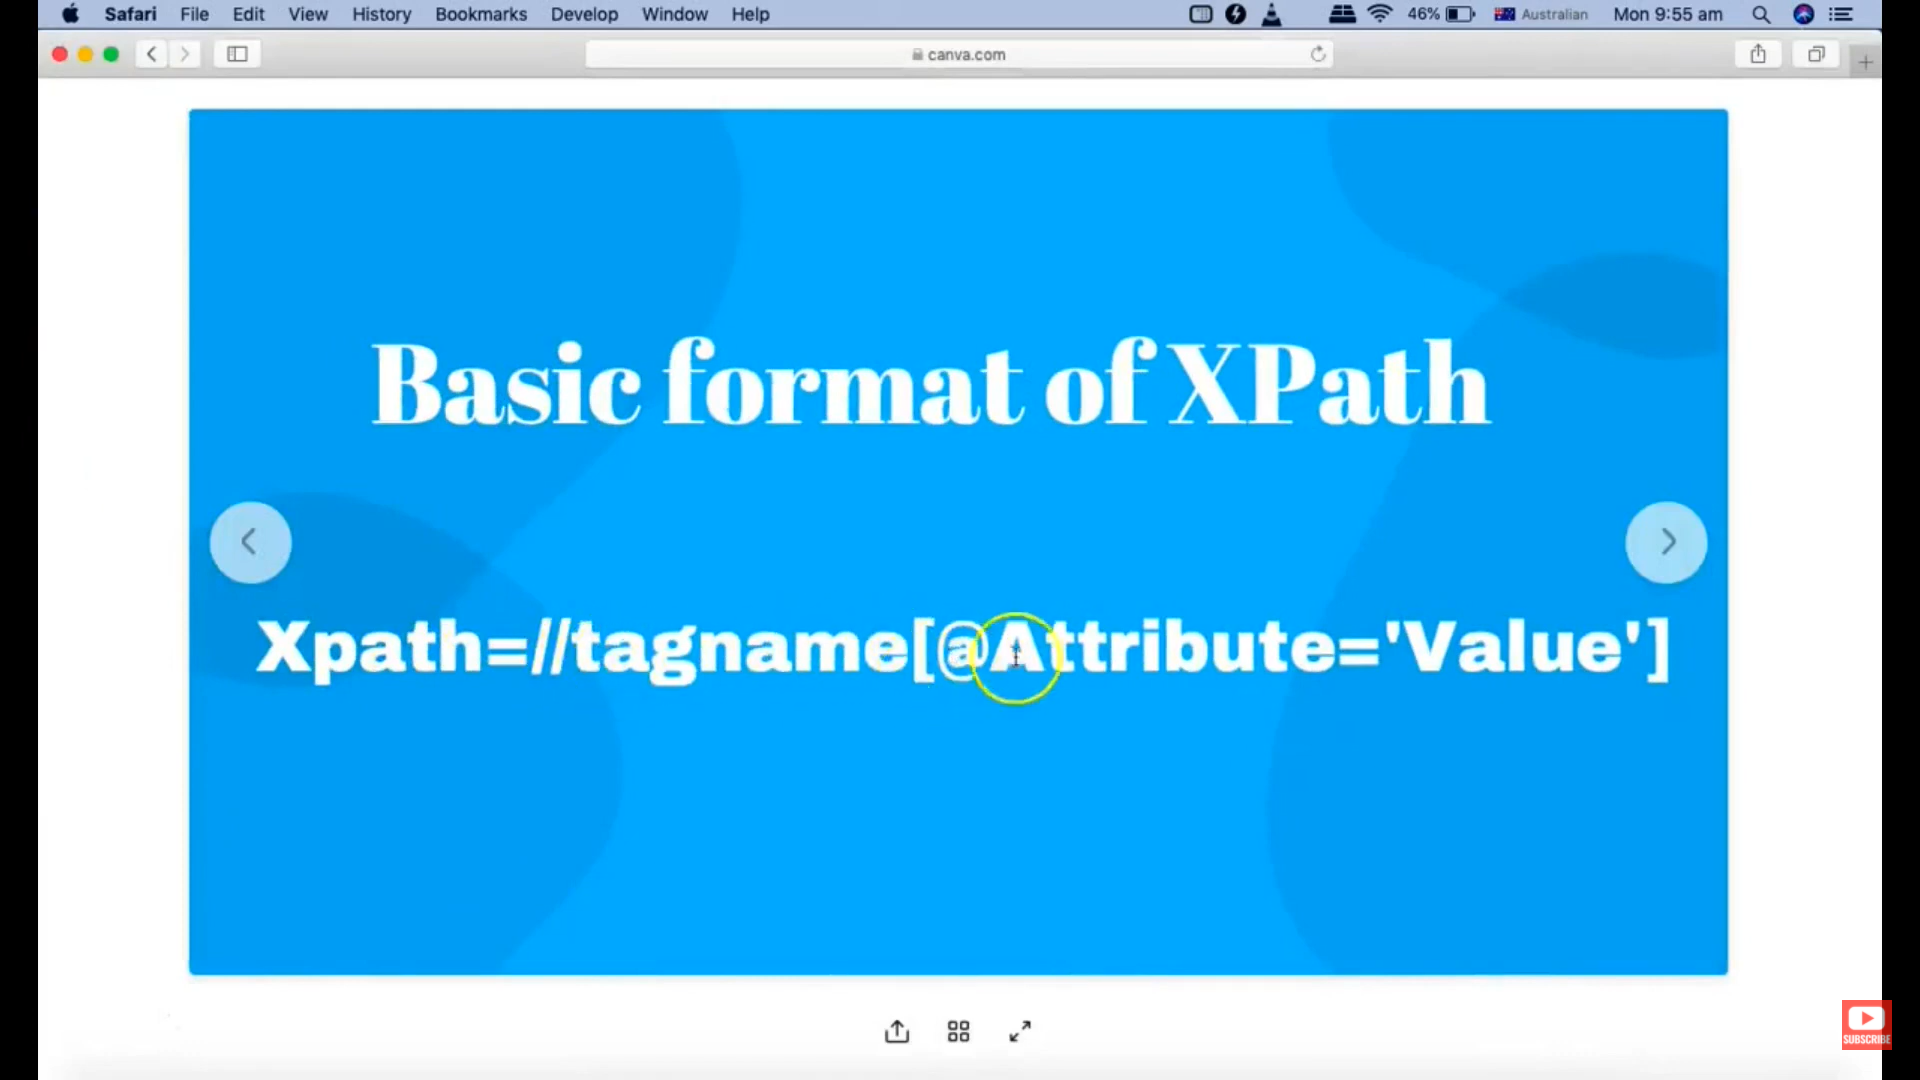 Safari File Edit View History Bookmarks Develop Window Help 46% Australian Mon 9:55 am
canva.com
Basic format of XPath
Xpath=//tagname[@Attribute='Value']
SUBSCRIBE